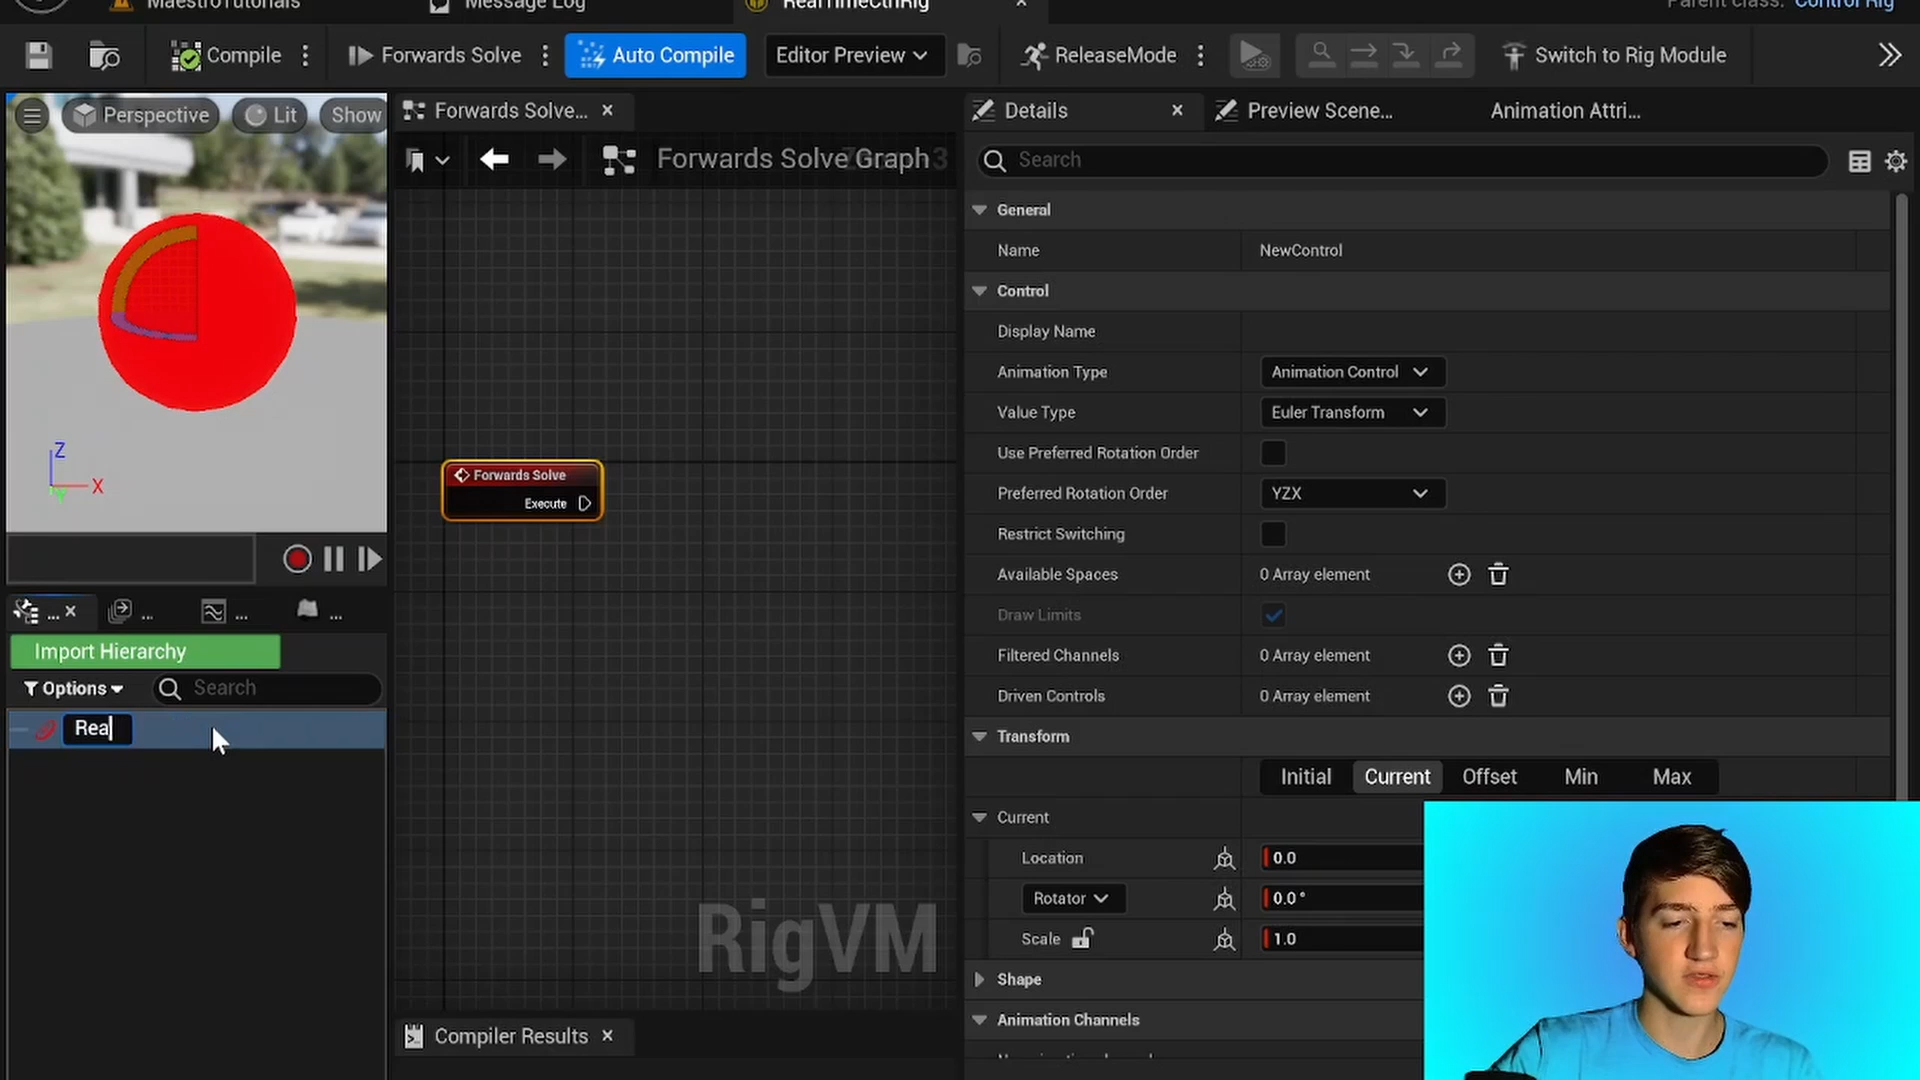 MaestroTutorials
Message Log
RealTimeCtrlRig
Parent class: Control Rig
Compile
Forwards Solve
Auto Compile
Editor Preview
ReleaseMode
Switch to Rig Module
Perspective
Lit
Show
Forwards Solve...
Details
Preview Scene...
Animation Attri...
Forwards Solve Graph
Search
General
Name
NewControl
Control
Display Name
Animation Type
Animation Control
Value Type
Euler Transform
Use Preferred Rotation Order
Preferred Rotation Order
YZX
Restrict Switching
Available Spaces
0 Array element
Draw Limits
Filtered Channels
0 Array element
Driven Controls
0 Array element
Transform
Initial
Current
Offset
Min
Max
Current
Location
0.0
Rotator
0.0 °
Scale
1.0
Shape
Animation Channels
Forwards Solve
Execute
Z
X
Y
...
...
...
...
Import Hierarchy
Options
Search
Rea
RigVM
Compiler Results